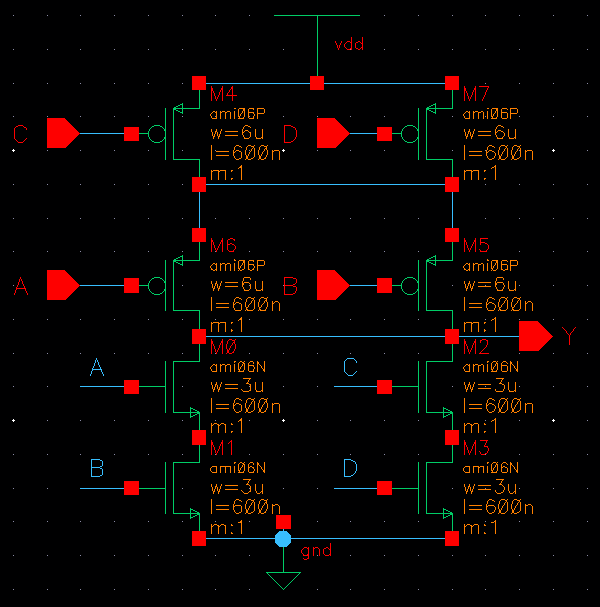 vdd
M4
ami06P
w=6u
l=600n
m:1
C
M7
ami06P
w=6u
l=600n
m:1
D
M6
ami06P
w=6u
l=600n
m:1
A
M5
ami06P
w=6u
l=600n
m:1
B
Y
M0
ami06N
w=3u
l=600n
m:1
A
M2
ami06N
w=3u
l=600n
m:1
C
M1
ami06N
w=3u
l=600n
m:1
B
M3
ami06N
w=3u
l=600n
m:1
D
gnd